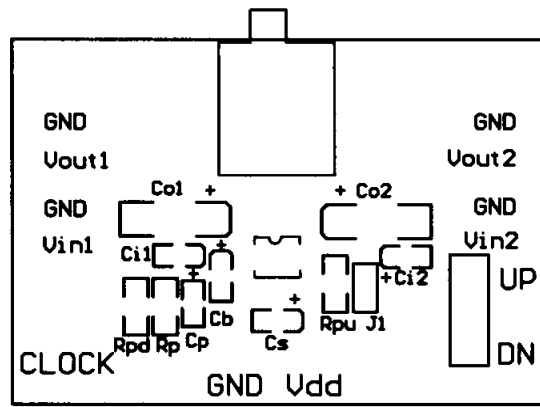 GND GND
Vout1 Vout2
Co1 + + Co2
GND GND
Vin1 Vin2
Ci1 + +Ci2 UP
+
Cb + Rpu J1
Rpd Rp Cp Cs
CLOCK DN
GND Vdd